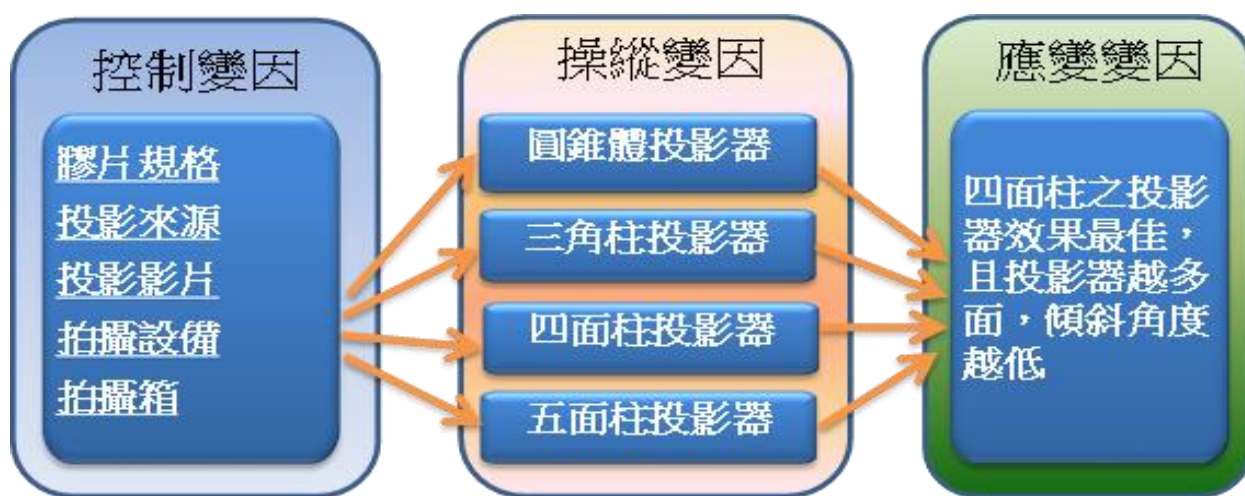 控制變因
膠片規格
投影來源
投影影片
拍攝設備
拍攝箱
操縱變因
圓錐體投影器
三角柱投影器
四面柱投影器
五面柱投影器
應變變因
四面柱之投影
器效果最佳，
且投影器越多
面，傾斜角度
越低